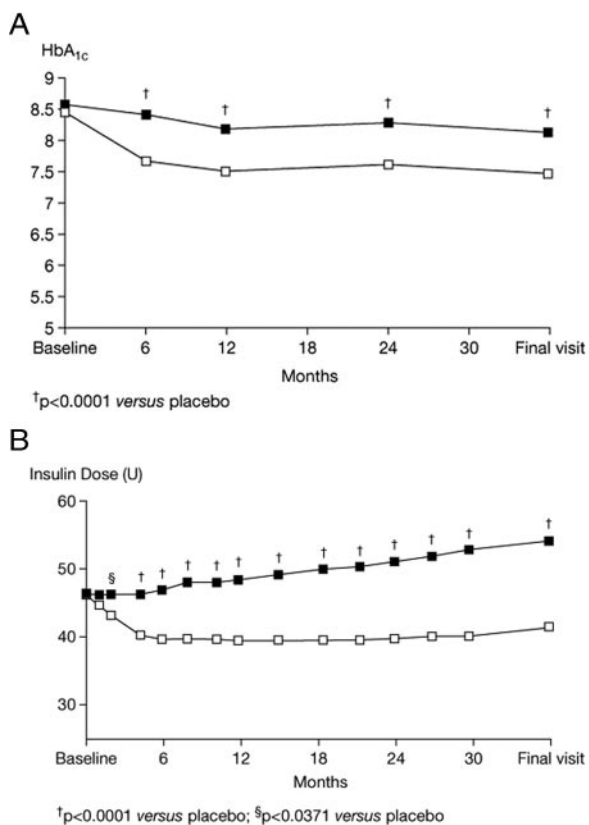 A
HbA1c
9
8.5
8
7.5
7
6.5
6
5.5
5
† † † †
Baseline 6 12 18 24 30 Final visit
Months
†p<0.0001 versus placebo
B
Insulin Dose (U)
60
50
40
30
§ † † † † † † † † † † † †
Baseline 6 12 18 24 30 Final visit
Months
†p<0.0001 versus placebo; §p<0.0371 versus placebo